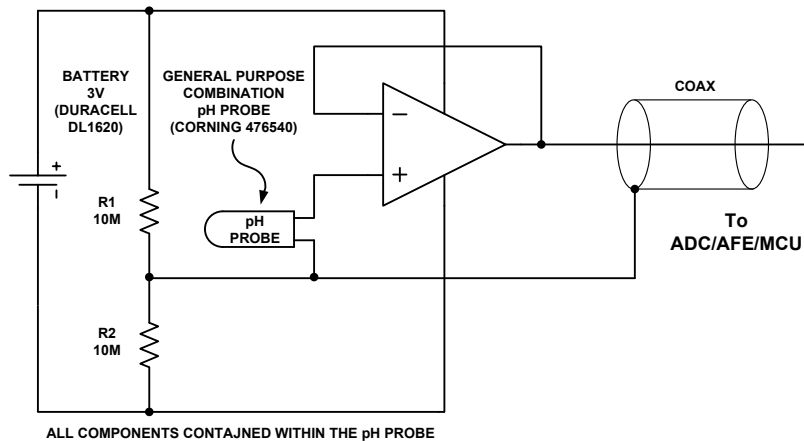 BATTERY
3V
(DURACELL
DL1620)
GENERAL PURPOSE
COMBINATION
pH PROBE
(CORNING 476540)
COAX
+
−
−
+
R1
10M
pH
PROBE
To
ADC/AFE/MCU
R2
10M
ALL COMPONENTS CONTAJNED WITHIN THE pH PROBE